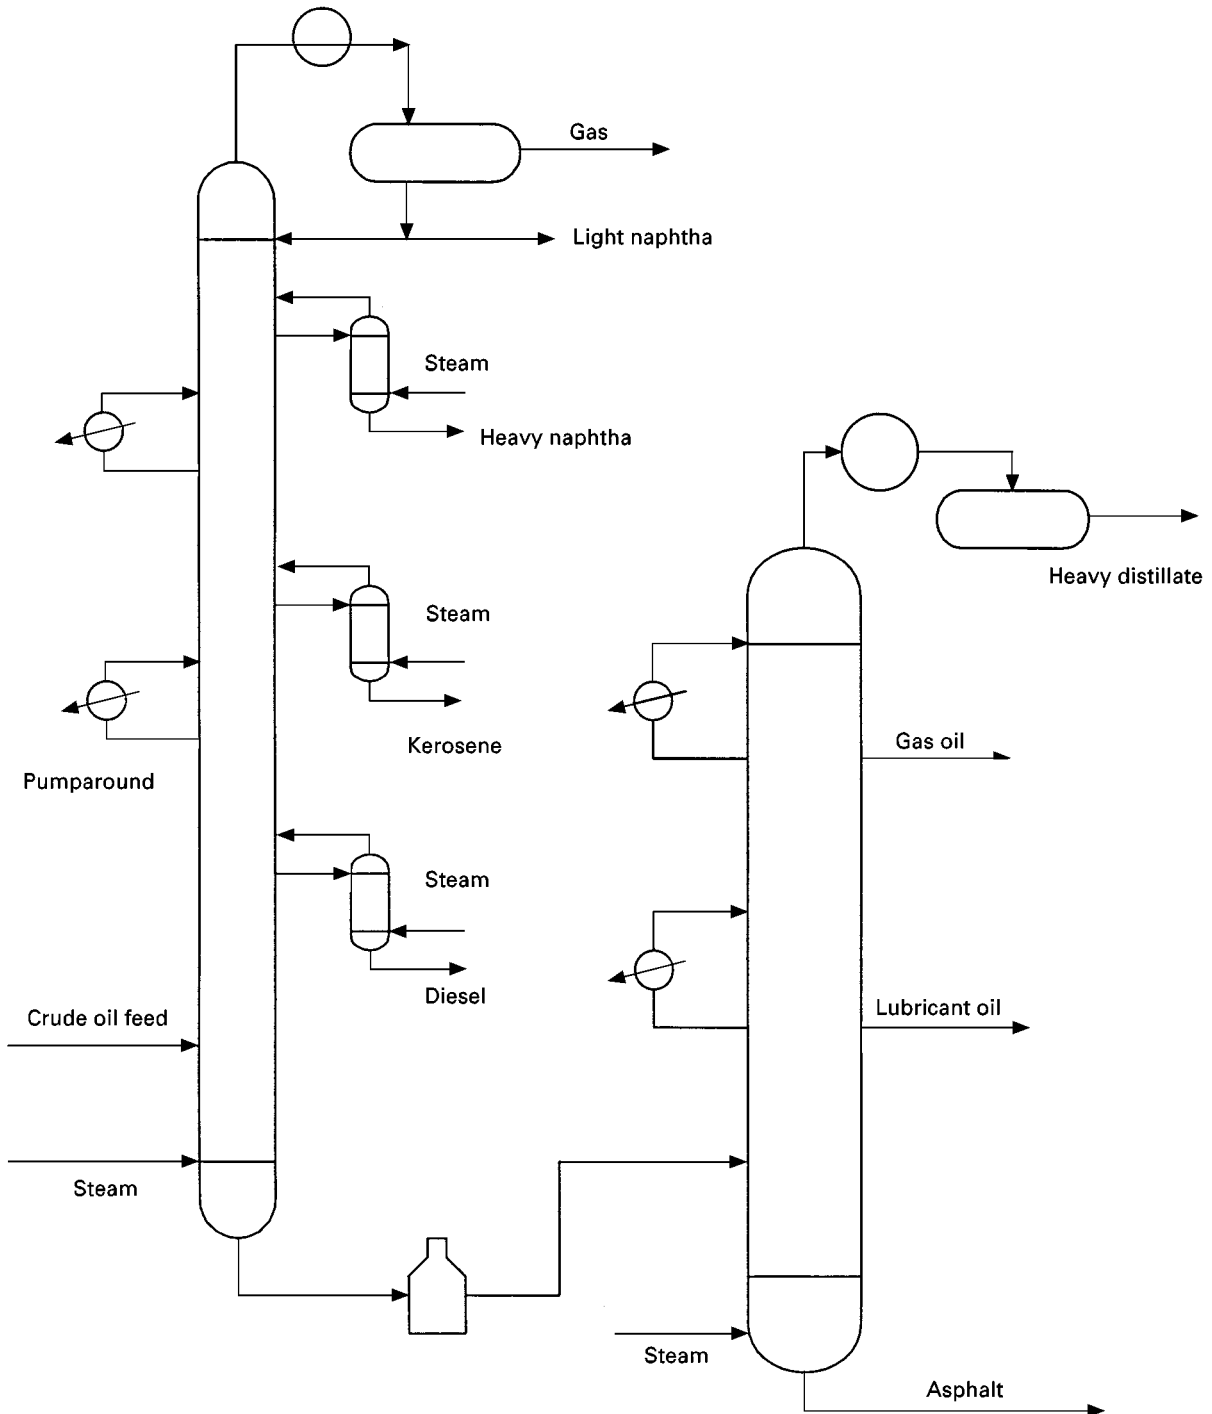 Gas
Light naphtha
Steam
Heavy naphtha
Heavy distillate
Steam
Kerosene
Gas oil
Pumparound
Steam
Diesel
Lubricant oil
Crude oil feed
Steam
Steam
Asphalt